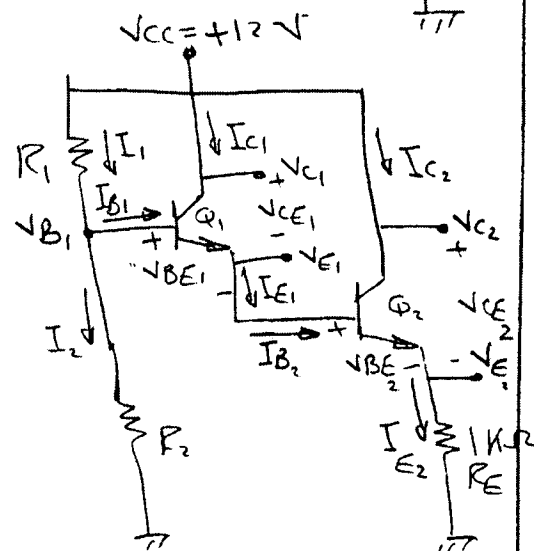 VCC=+12 V
I1
IC1
IC2
R1
+VC1
IB1
Q1
VCE1
VC2
VB1
+
-
+
-VBE1
-
VE1
IE1
Q2
VCE2
I2
IB2
+
VBE2
-
- VE2
R2
IE2
1KΩ
RE